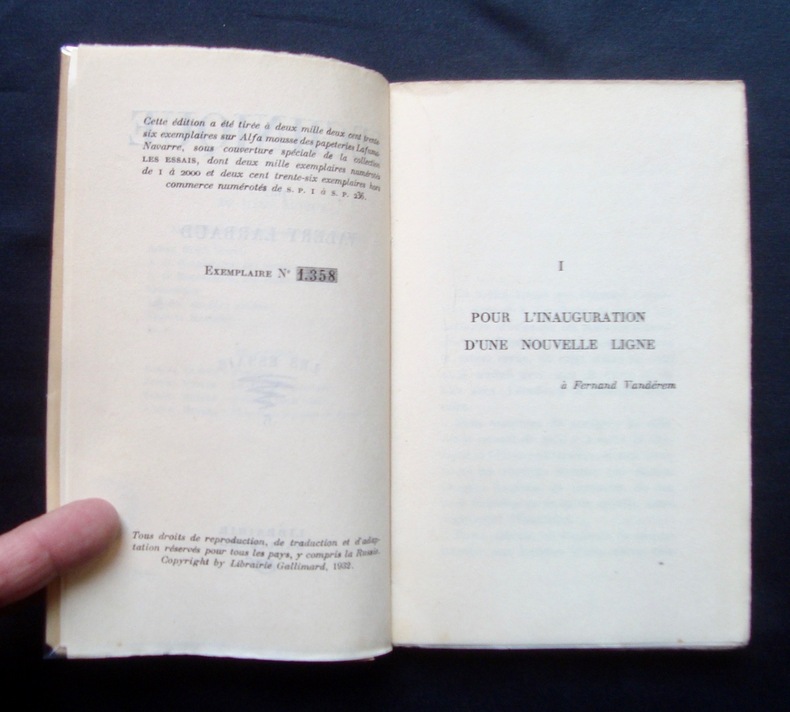 Cette édition a été tirée à deux mille deux cent trente
six exemplaires sur Alfa mousse des papeteries Lafuma
Navarre, sous couverture spéciale de la collection
LES ESSAIS, dont deux mille exemplaires numérotés
de 1 à 2000 et deux cent trente-six exemplaires hors
commerce numérotés de S. P. 1 à S. P. 236.
EXEMPLAIRE N° 1.358
Tous droits de reproduction, de traduction et d'adap-
tation réservés pour tous les pays, y compris la Russie.
Copyright by Librairie Gallimard, 1932.
I
POUR L'INAUGURATION
D'UNE NOUVELLE LIGNE
à Fernand Vandérem